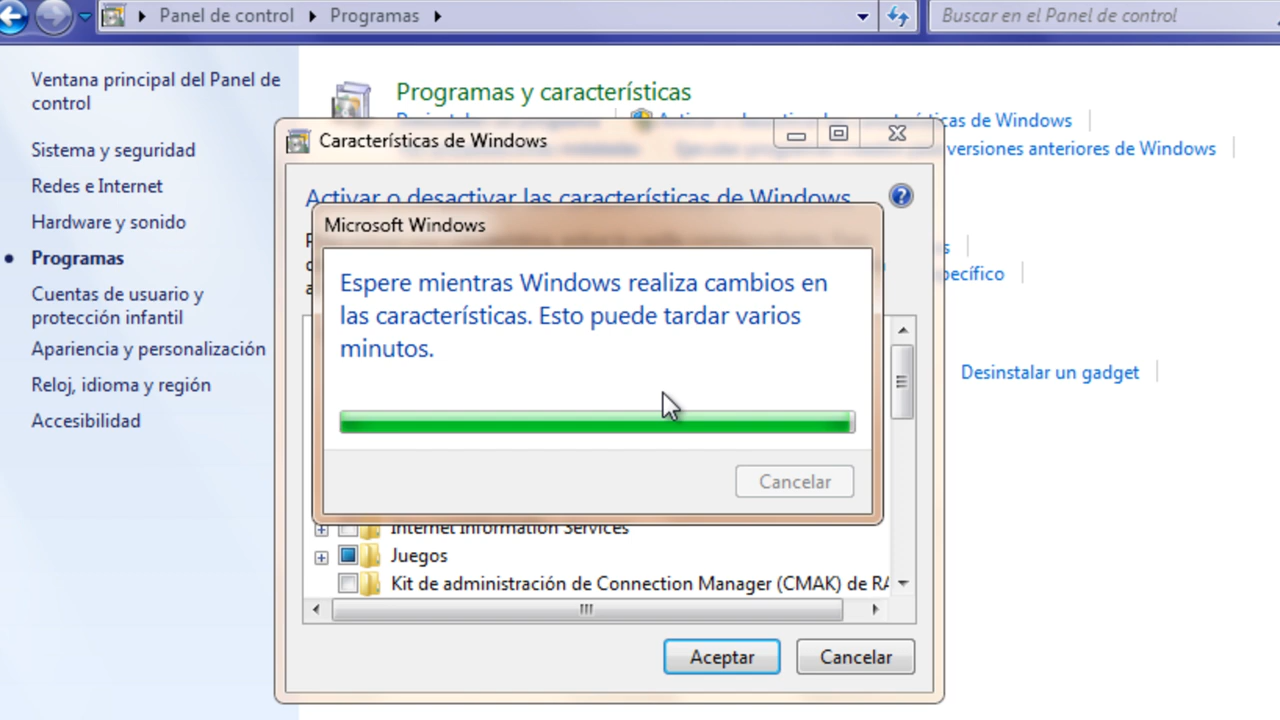 Panel de control
Programas
Buscar en el Panel de control
Ventana principal del Panel de
control
Sistema y seguridad
Redes e Internet
Hardware y sonido
Programas
Cuentas de usuario y
protección infantil
Apariencia y personalización
Reloj, idioma y región
Accesibilidad
Programas y características
ticas de Windows
versiones anteriores de Windows
Desinstalar un gadget
Características de Windows
Activar o desactivar las características de Windows
Microsoft Windows
Espere mientras Windows realiza cambios en
las características. Esto puede tardar varios
minutos.
Cancelar
Internet Information Services
Juegos
Kit de administración de Connection Manager (CMAK) de RA
Aceptar
Cancelar